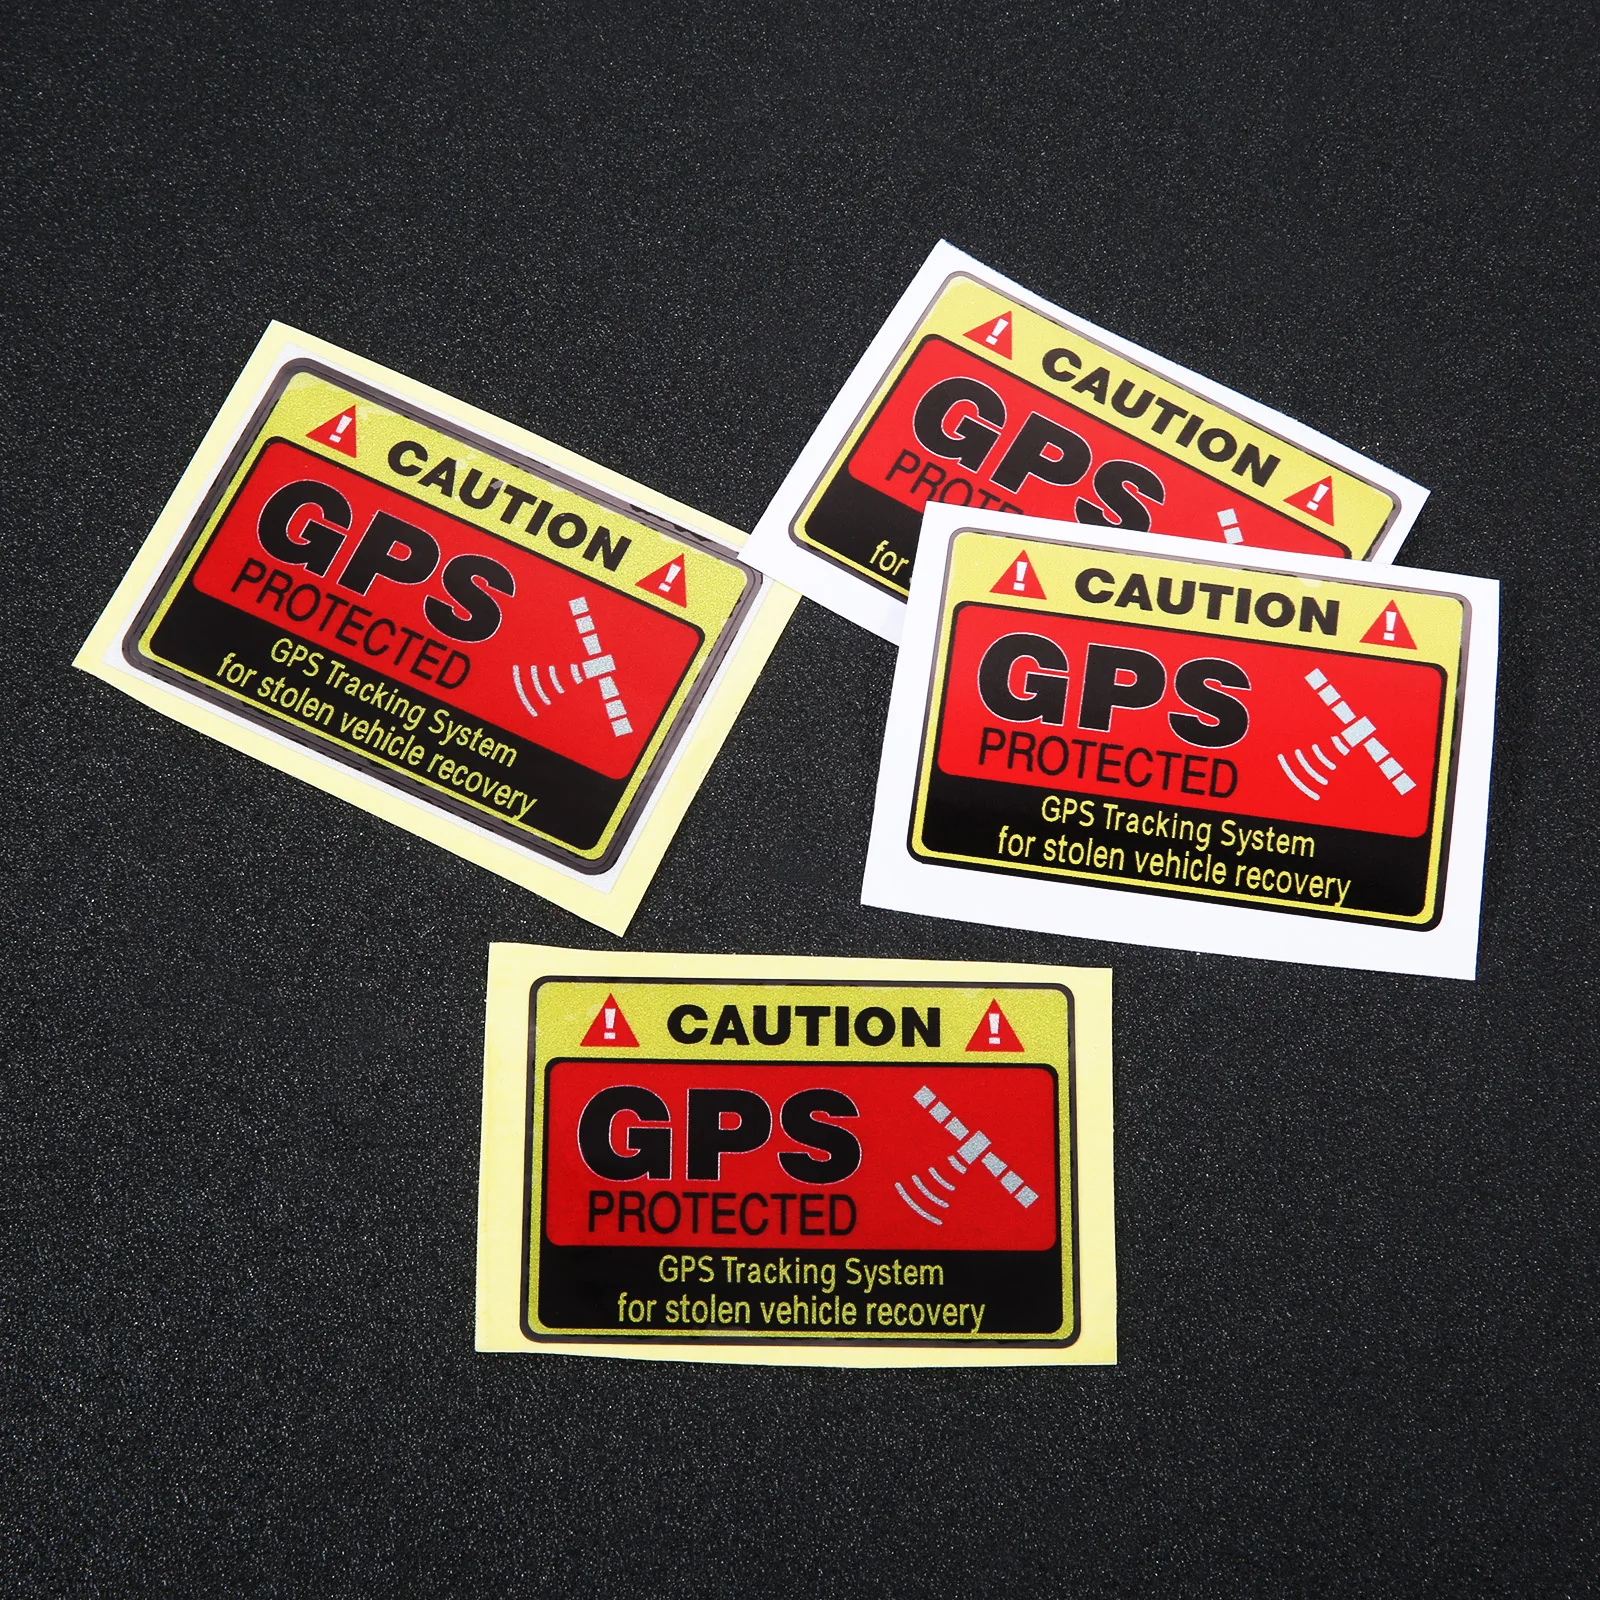 CAUTION
GPS
PROTECTED
GPS Tracking System
for stolen vehicle recovery
CAUTION
GPS
for
CAUTION
GPS
PROTECTED
GPS Tracking System
for stolen vehicle recovery
CAUTION
GPS
PROTECTED
GPS Tracking System
for stolen vehicle recovery